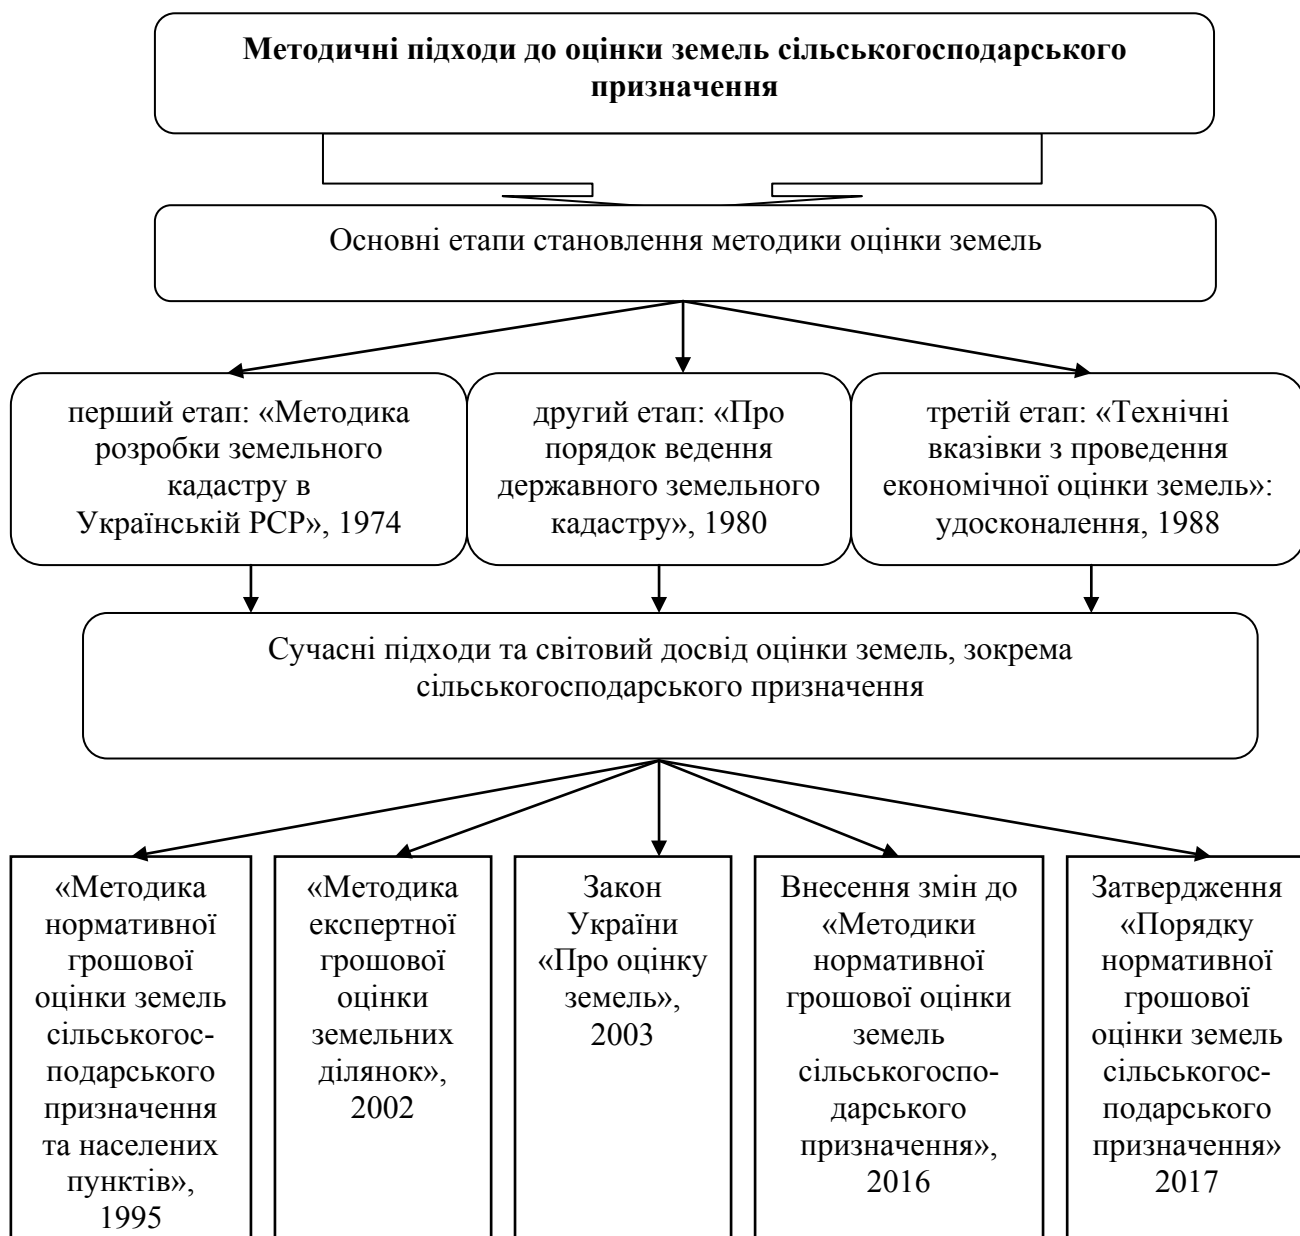 Методичні підходи до оцінки земель сільськогосподарського
призначення
Основні етапи становлення методики оцінки земель
перший етап: «Методика
розробки земельного
кадастру в
Українській РСР», 1974
другий етап: «Про
порядок ведення
державного земельного
кадастру», 1980
третій етап: «Технічні
вказівки з проведення
економічної оцінки земель»:
удосконалення, 1988
Сучасні підходи та світовий досвід оцінки земель, зокрема
сільськогосподарського призначення
«Методика
нормативної
грошової
оцінки земель
сільськогос-
подарського
призначення
та населених
пунктів»,
1995
«Методика
експертної
грошової
оцінки
земельних
ділянок»,
2002
Закон
України
«Про оцінку
земель»,
2003
Внесення змін до
«Методики
нормативної
грошової оцінки
земель
сільськогоспо-
дарського
призначення»,
2016
Затвердження
«Порядку
нормативної
грошової
оцінки земель
сільськогос-
подарського
призначення»
2017